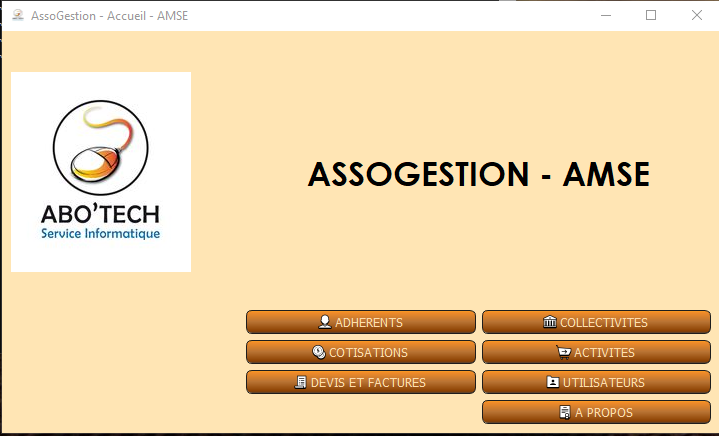 AssoGestion - Accueil - AMSE
ABO'TECH
Service Informatique
ASSOGESTION - AMSE
ADHERENTS
COLLECTIVITES
COTISATIONS
ACTIVITES
DEVIS ET FACTURES
UTILISATEURS
A PROPOS